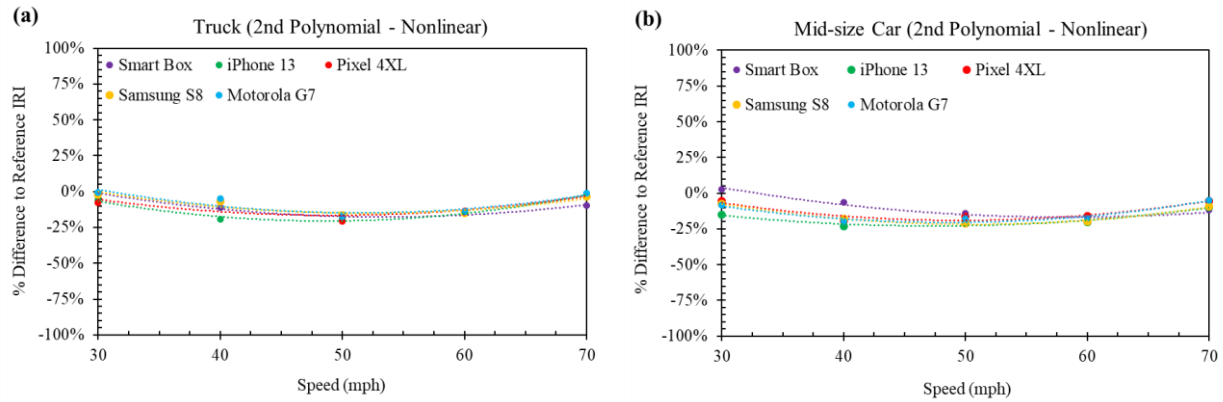 (a)
Truck (2nd Polynomial - Nonlinear)
100%
75%
50%
25%
0%
-25%
-50%
-75%
-100%
% Difference to Reference IRI
Smart Box
iPhone 13
Pixel 4XL
Samsung S8
Motorola G7
30
40
50
60
70
Speed (mph)
(b)
Mid-size Car (2nd Polynomial - Nonlinear)
100%
75%
50%
25%
0%
-25%
-50%
-75%
-100%
% Difference to Reference IRI
Smart Box
iPhone 13
Pixel 4XL
Samsung S8
Motorola G7
30
40
50
60
70
Speed (mph)